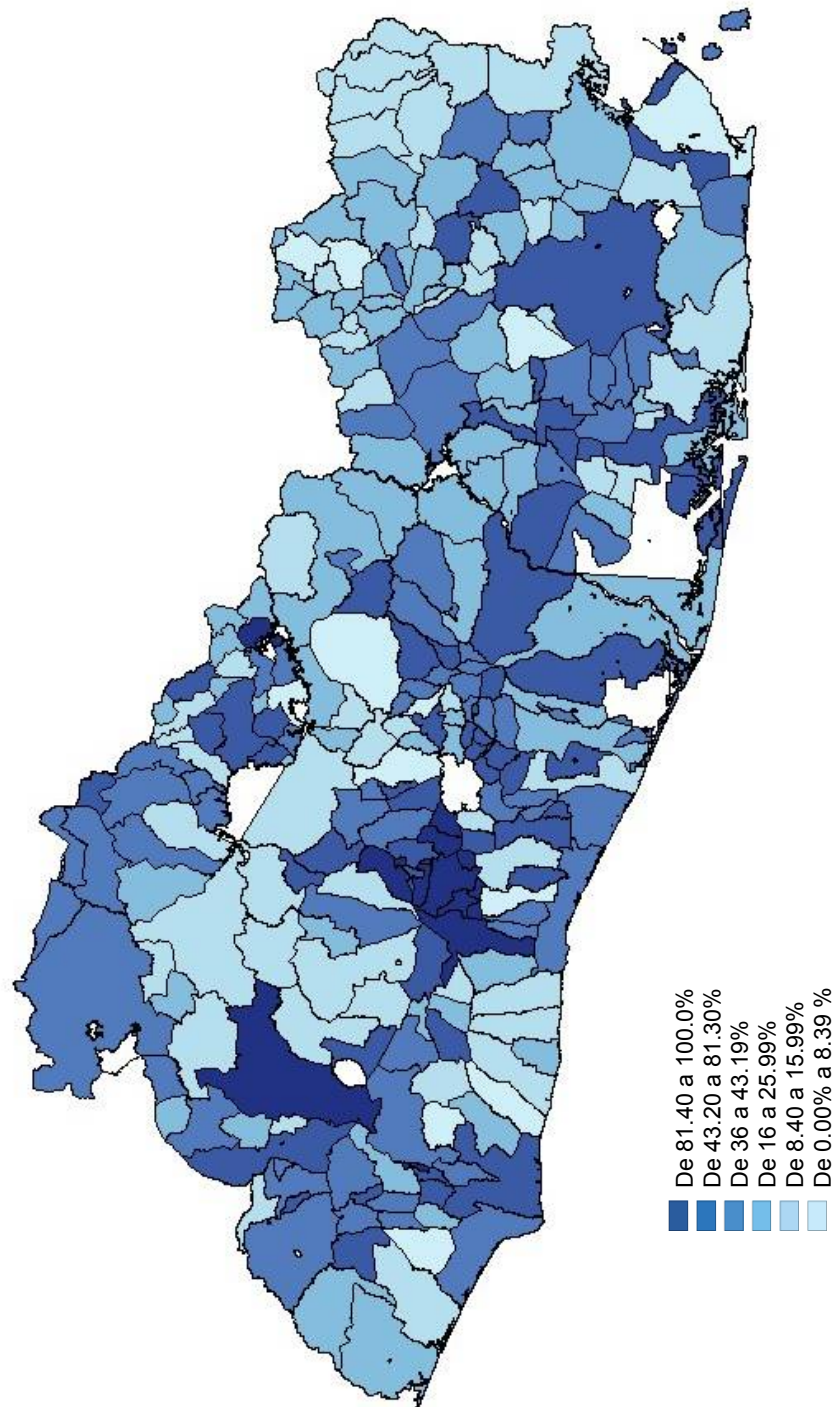 De 81.40 a 100.0%
De 43.20 a 81.30%
De 36 a 43.19%
De 16 a 25.99%
De 8.40 a 15.99%
De 0.00% a 8.39 %